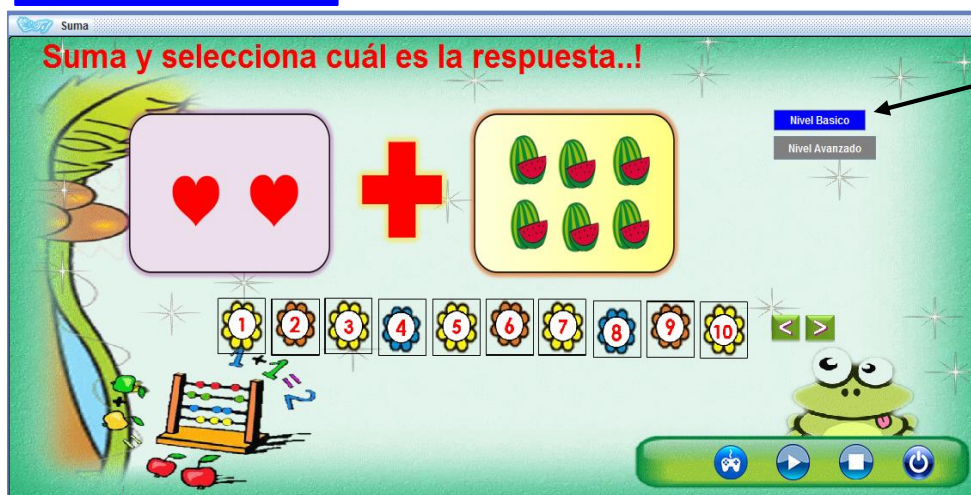 Suma
Suma y selecciona cuál es la respuesta..!
Nivel Basico
Nivel Avanzado
1 2 3 4 5 6 7 8 9 10
< >
1+1=2